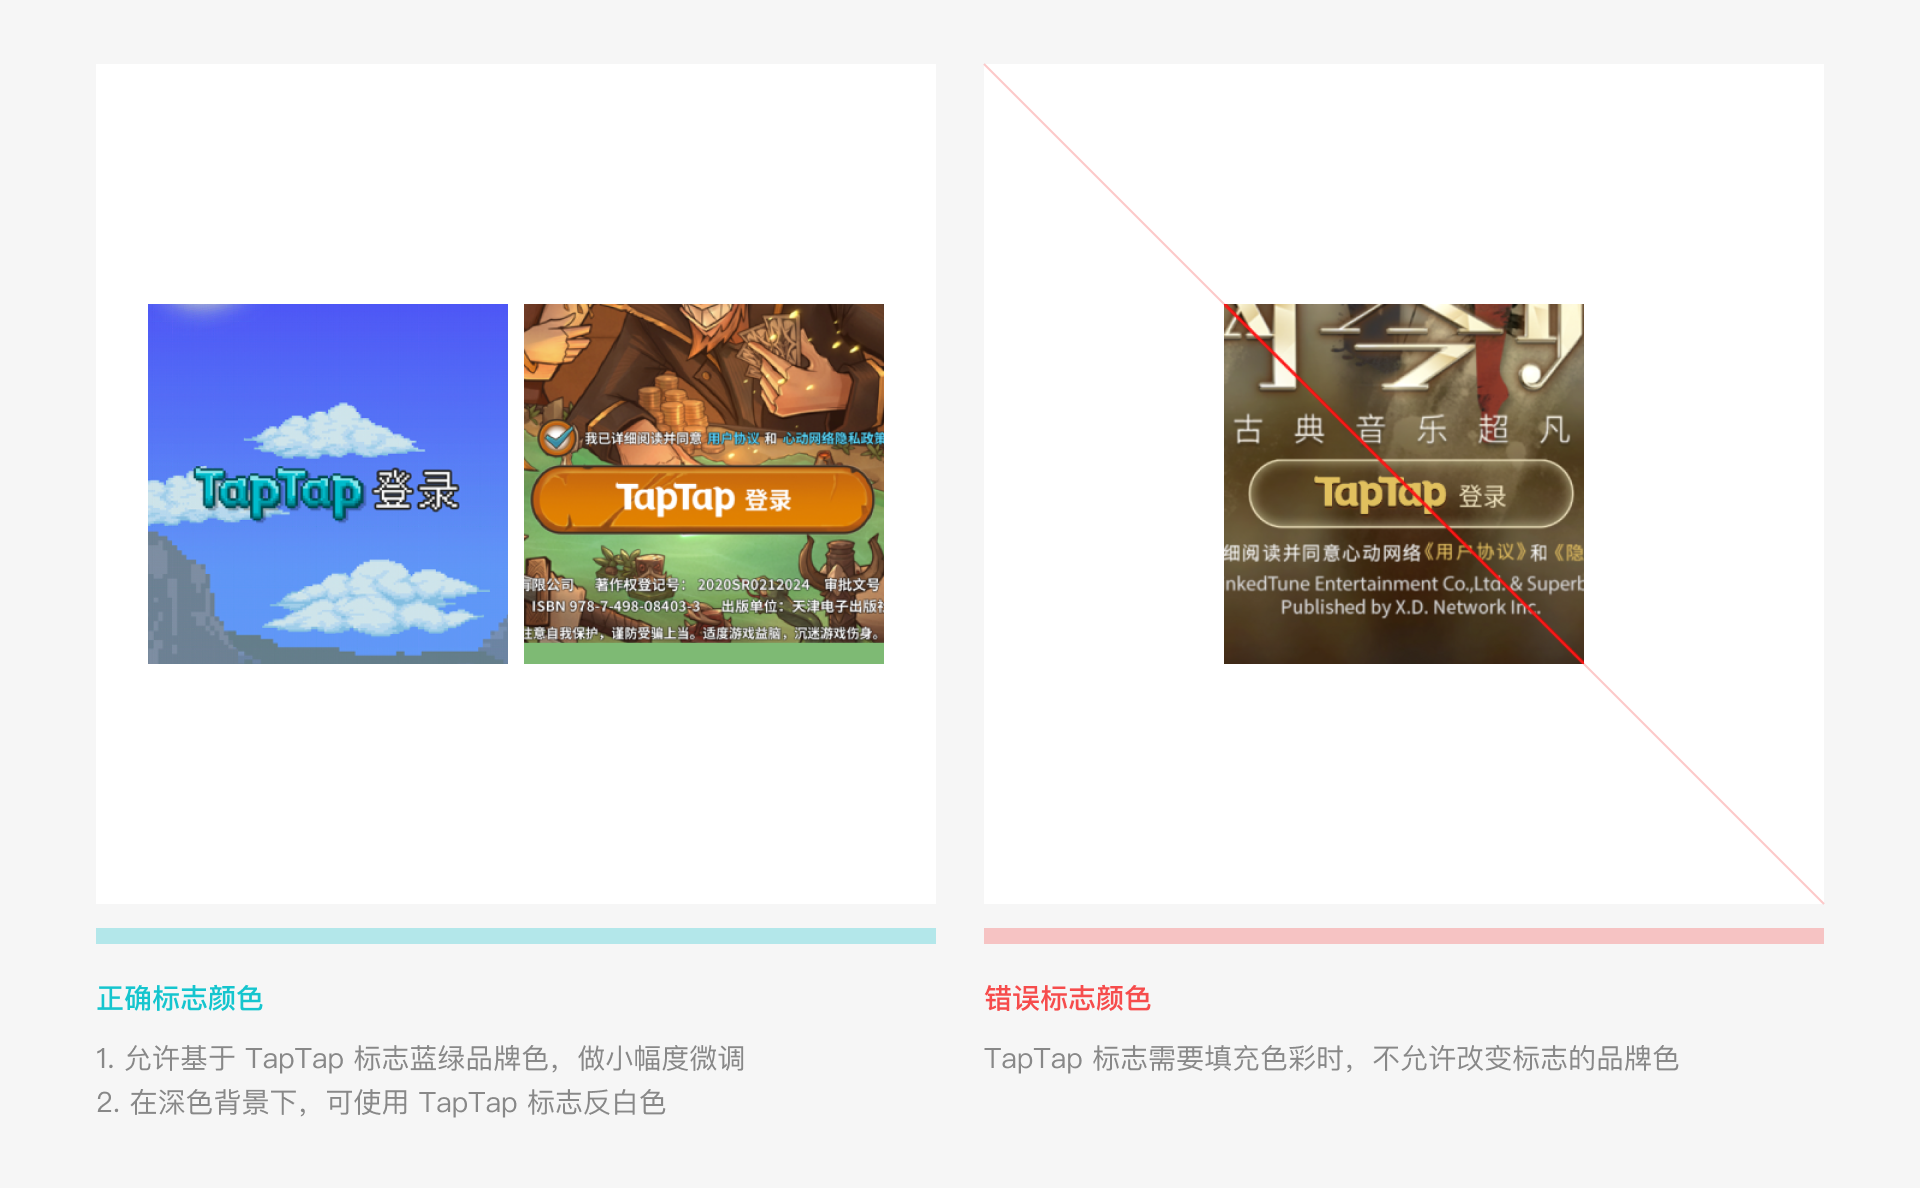 TapTap 登录
我已详细阅读并同意 用户协议 和 心动网络隐私政策
TapTap 登录
有限公司 著作权登记号: 2020SR0212024 审批文号
ISBN 978-7-498-08403-3 出版单位: 天津电子出版社
注意自我保护，谨防受骗上当。适度游戏益脑，沉迷游戏伤身。
古典音乐超凡
TapTap 登录
细阅读并同意心动网络《用户协议》和《隐
nkedTune Entertainment Co.,Ltd. & Superb
Published by X.D. Network Inc.
正确标志颜色
1. 允许基于 TapTap 标志蓝绿品牌色，做小幅度微调
2. 在深色背景下，可使用 TapTap 标志反白色
错误标志颜色
TapTap 标志需要填充色彩时，不允许改变标志的品牌色